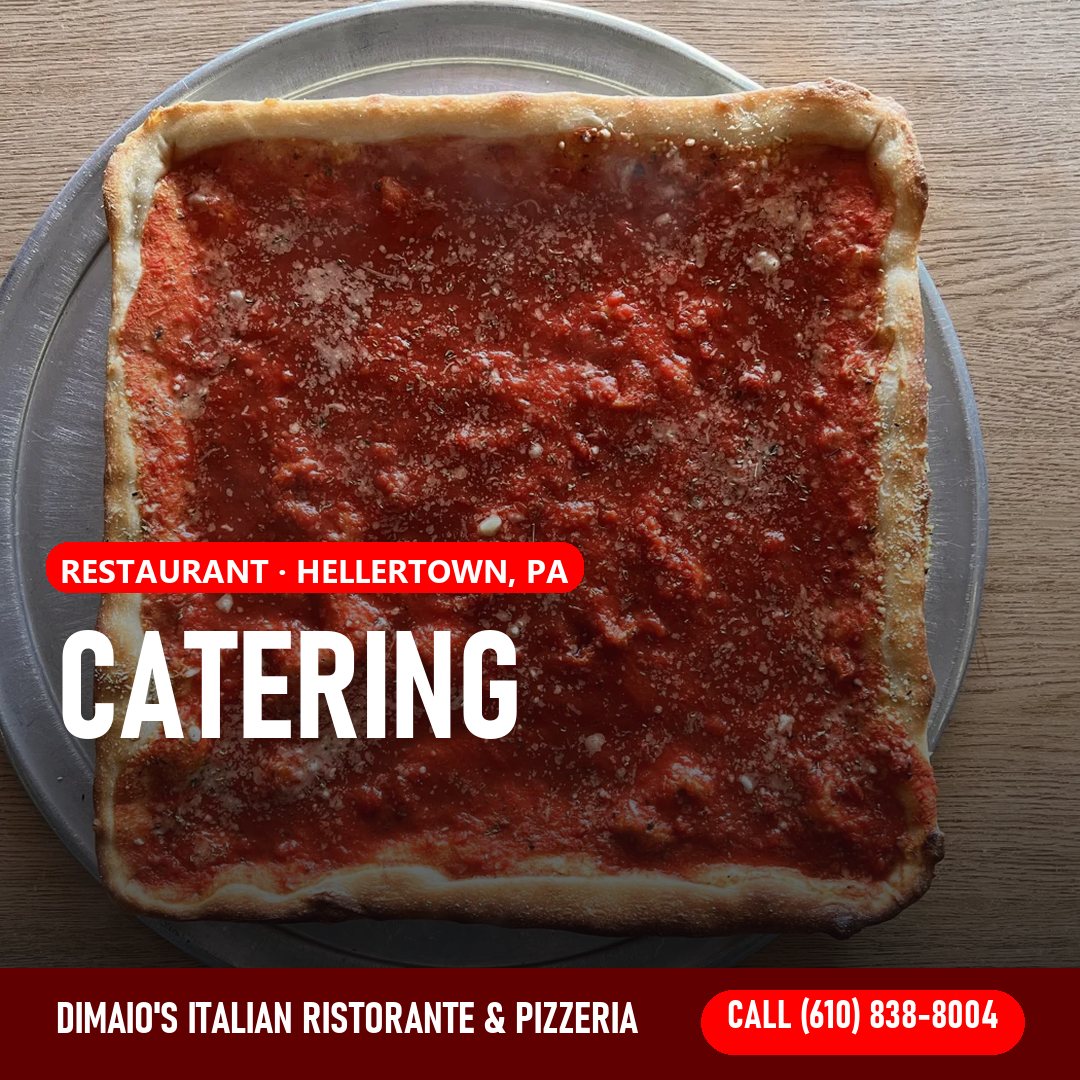 RESTAURANT · HELLERTOWN, PA
CATERING
DIMAIO'S ITALIAN RISTORANTE & PIZZERIA
CALL (610) 838-8004